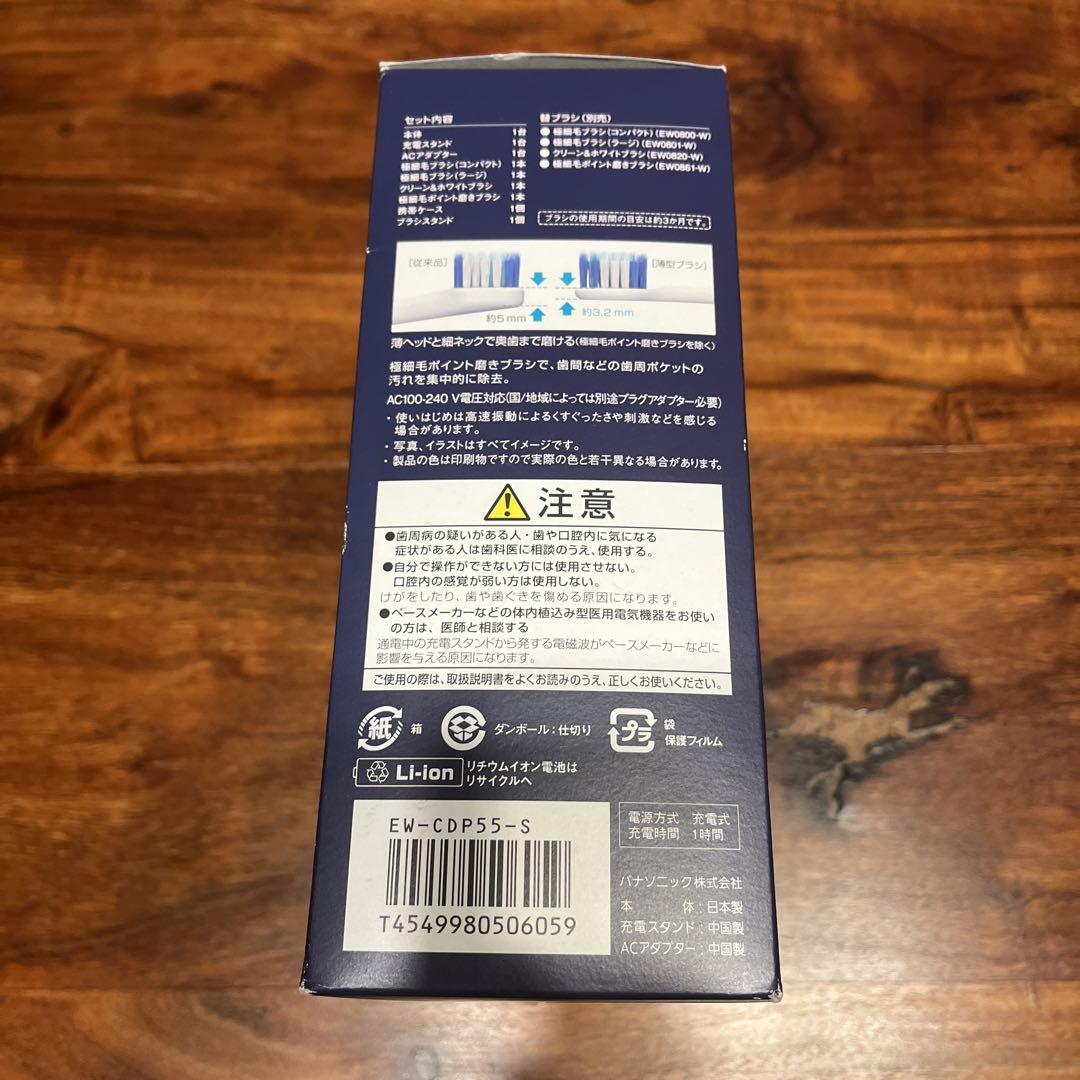 セット内容
本体 1台
充電スタンド 1台
ACアダプター 1台
極細毛ブラシ(コンパクト) 1本
極細毛ブラシ(ラージ) 1本
クリーン&ホワイトブラシ 1本
極細毛ポイント磨きブラシ 1本
携帯ケース 1個
ブラシスタンド 1個
替ブラシ(別売)
●極細毛ブラシ(コンパクト)(EW0800-W)
●極細毛ブラシ(ラージ)(EW0801-W)
●クリーン&ホワイトブラシ(EW0820-W)
●極細毛ポイント磨きブラシ(EW0851-W)
ブラシの使用期間の目安は約3か月です。
[従来品]
[薄型ブラシ]
約5mm
約3.2mm
薄ヘッドと細ネックで奥歯まで磨ける(極細毛ポイント磨きブラシを除く)
極細毛ポイント磨きブラシで、歯間などの歯周ポケットの
汚れを集中的に除去。
AC100-240 V電圧対応(国/地域によっては別途プラグアダプター必要)
・使いはじめは高速振動によるくすぐったさや刺激などを感じる
場合があります。
・写真、イラストはすべてイメージです。
・製品の色は印刷物ですので実際の色と若干異なる場合があります。
注意
●歯周病の疑いがある人・歯や口腔内に気になる
症状がある人は歯科医に相談のうえ、使用する。
●自分で操作ができない方には使用させない。
口腔内の感覚が弱い方は使用しない。
けがをしたり、歯や歯ぐきを傷める原因になります。
●ペースメーカーなどの体内植込み型医用電気機器をお使い
の方は、医師と相談する
通電中の充電スタンドから発する電磁波がペースメーカーなどに
影響を与える原因になります。
ご使用の際は、取扱説明書をよくお読みのうえ、正しくお使いください。
紙 箱
ダンボール:仕切り
プラ 袋
保護フィルム
Li-ion リチウムイオン電池は
リサイクルへ
EW-CDP55-S
T4549980506059
電源方式 充電式
充電時間 1時間
パナソニック株式会社
本体:日本製
充電スタンド:中国製
ACアダプター:中国製